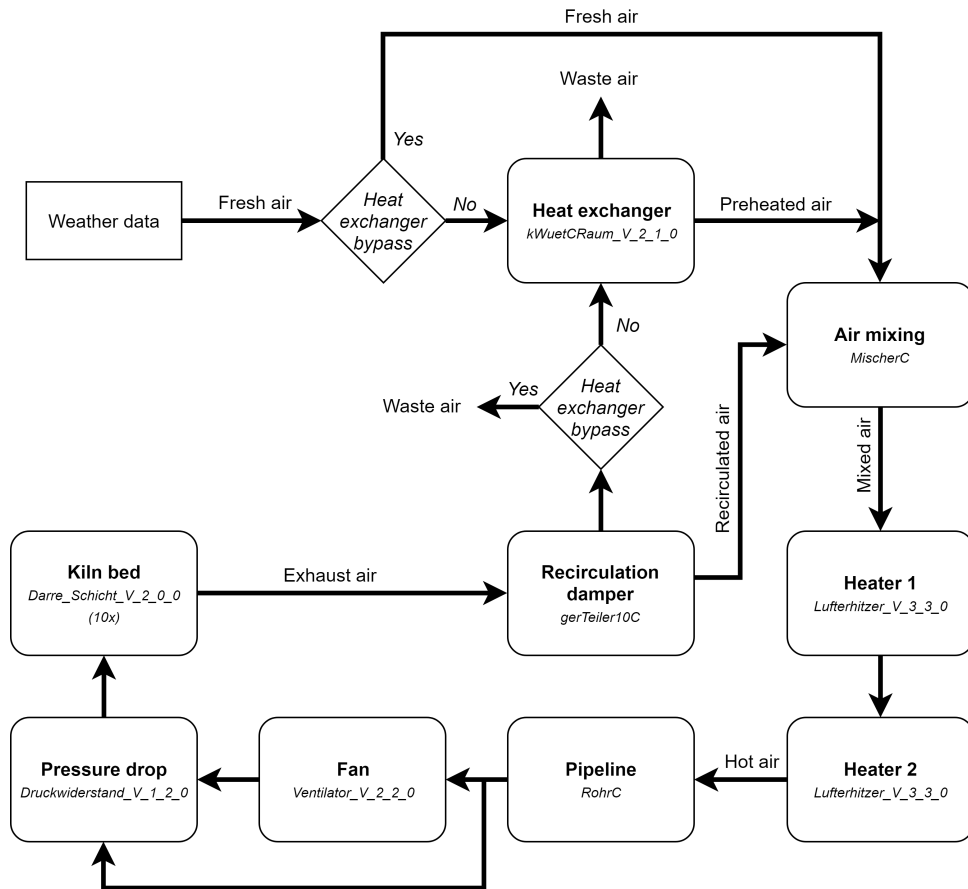 Fresh air
Waste air
Yes
Weather data
Fresh air
Heat
exchanger
bypass
No
Heat exchanger
kWuetCRaum_V_2_1_0
Preheated air
No
Air mixing
MischerC
Yes
Waste air
Heat
exchanger
bypass
Recirculated air
Mixed air
Kiln bed
Darre_Schicht_V_2_0_0
(10x)
Exhaust air
Recirculation
damper
gerTeiler10C
Heater 1
Lufterhitzer_V_3_3_0
Pressure drop
Druckwiderstand_V_1_2_0
Fan
Ventilator_V_2_2_0
Pipeline
RohrC
Hot air
Heater 2
Lufterhitzer_V_3_3_0